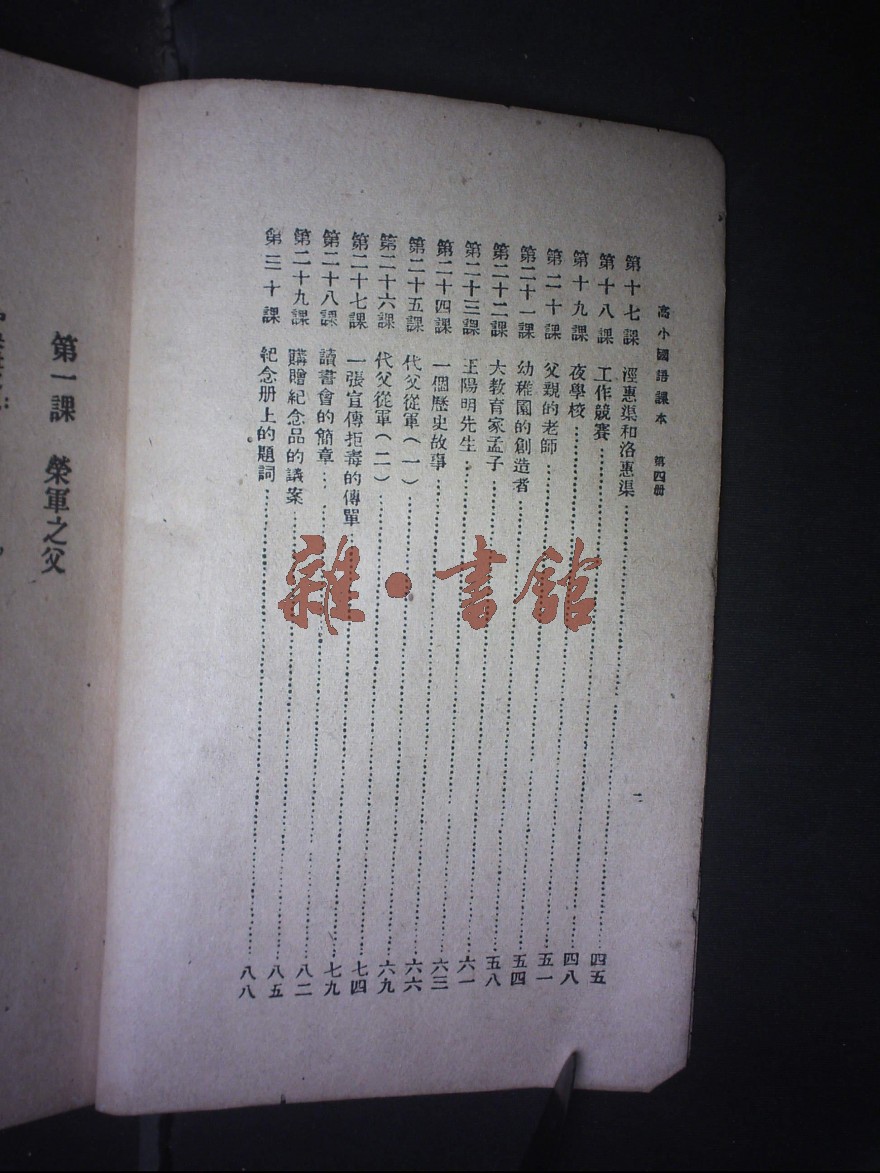 高小國語課本 第四册
二
第十七課 涇惠渠和洛惠渠……四五
第十八課 工作競賽……四八
第十九課 夜學校……五一
第二十課 父親的老師……五四
第二十一課 幼稚園的創造者……五八
第二十二課 大教育家孟子……六一
第二十三課 王陽明先生……六三
第二十四課 一個歷史故事……六六
第二十五課 代父從軍(一)……六九
第二十六課 代父從軍(二)……七四
第二十七課 一張宣傳拒毒的傳單……七九
第二十八課 讀書會的簡章……八二
第二十九課 購贈紀念品的議案……八五
第三十課 紀念册上的題詞……八八
第一課 榮軍之父
雜·書館